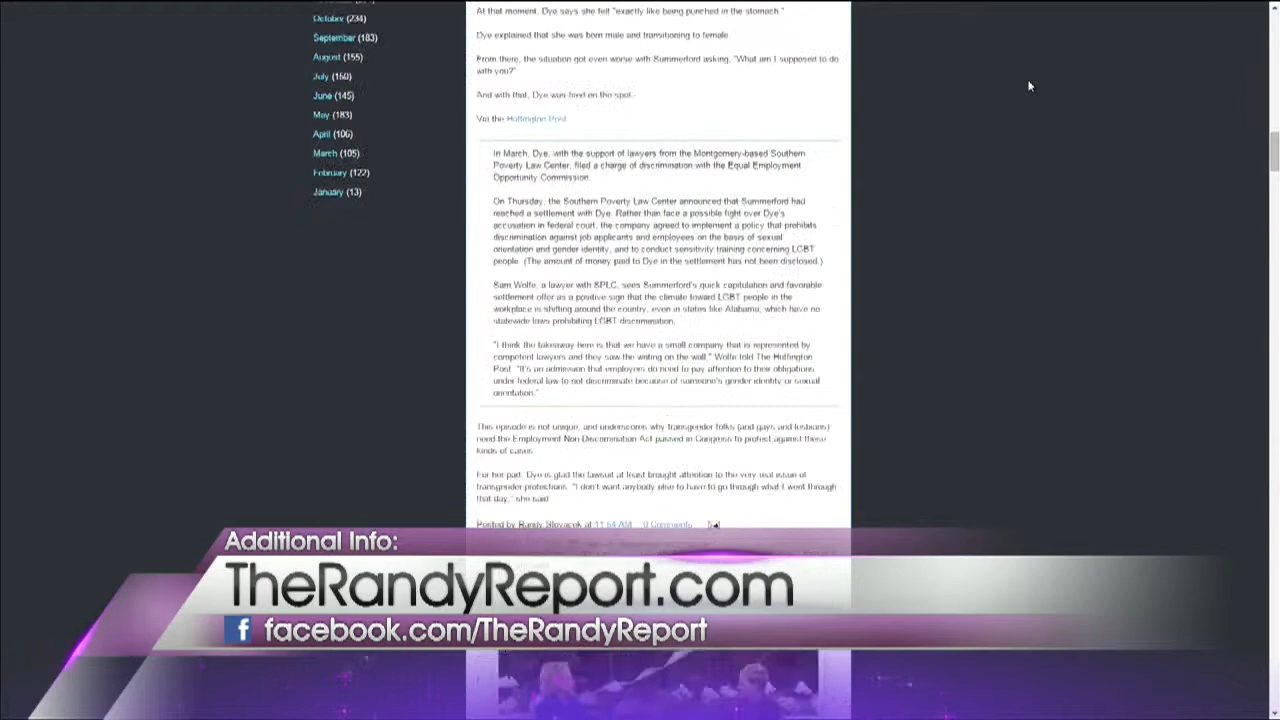 October (234)
September (183)
August (155)
July (160)
June (145)
May (183)
April (106)
March (105)
February (122)
January (13)
At that moment, Dye says she felt "exactly like being punched in the stomach."
Dye explained that she was born male and transitioning to female.
From there, the situation got even worse with Summerford asking, "What am I supposed to do
with you?"
And with that, Dye was fired on the spot.
Via the Huffington Post:
In March, Dye, with the support of lawyers from the Montgomery-based Southern
Poverty Law Center, filed a charge of discrimination with the Equal Employment
Opportunity Commission.
On Thursday, the Southern Poverty Law Center announced that Summerford had
reached a settlement with Dye. Rather than face a possible fight over Dye's
accusation in federal court, the company agreed to implement a policy that prohibits
discrimination against job applicants and employees on the basis of sexual
orientation and gender identity, and to conduct sensitivity training concerning LGBT
people. (The amount of money paid to Dye in the settlement has not been disclosed.)
Sam Wolfe, a lawyer with SPLC, sees Summerford's quick capitulation and favorable
settlement offer as a positive sign that the climate toward LGBT people in the
workplace is shifting around the country, even in states like Alabama, which have no
statewide laws prohibiting LGBT discrimination.
"I think the takeaway here is that we have a small company that is represented by
competent lawyers and they saw the writing on the wall," Wolfe told The Huffington
Post. "It's an admission that employers do need to pay attention to their obligations
under federal law to not discriminate because of someone's gender identity or sexual
orientation."
This episode is not unique, and underscores why transgender folks (and gays and lesbians)
need the Employment Non-Discrimination Act passed in Congress to protect against these
kinds of cases.
For her part, Dye is glad the lawsuit at least brought attention to the very real issue of
transgender protections. "I don't want anybody else to have to go through what I went through
that day," she said.
Posted by Randy Slovacek at 11:54 AM 0 Comments
Additional Info:
TheRandyReport.com
f facebook.com/TheRandyReport